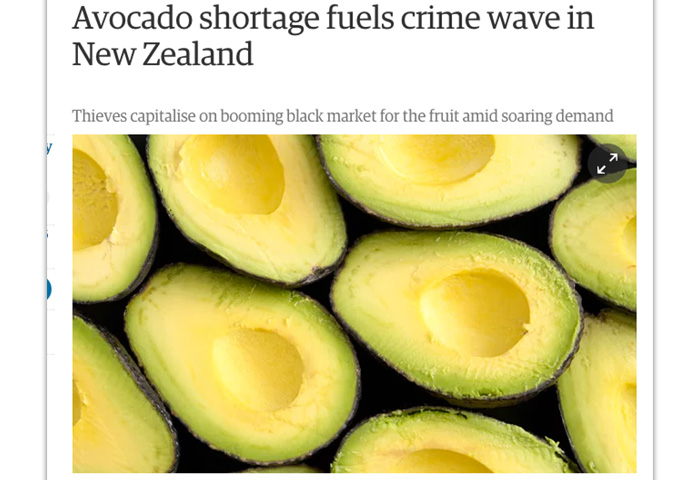 Avocado shortage fuels crime wave in
New Zealand
Thieves capitalise on booming black market for the fruit amid soaring demand
y